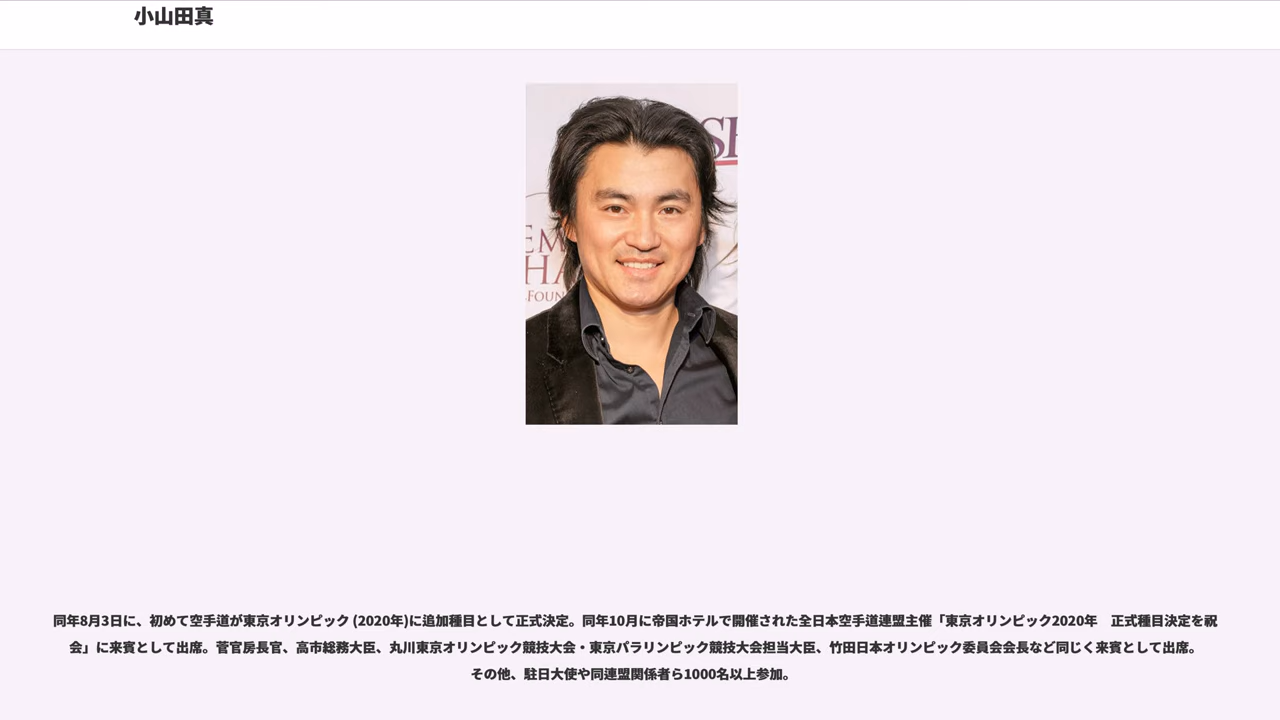 小山田真
SH
EM
HA
FOUN
同年8月3日に、初めて空手道が東京オリンピック (2020年)に追加種目として正式決定。同年10月に帝国ホテルで開催された全日本空手道連盟主催「東京オリンピック2020年　正式種目決定を祝
会」に来賓として出席。菅官房長官、高市総務大臣、丸川東京オリンピック競技大会・東京パラリンピック競技大会担当大臣、竹田日本オリンピック委員会会長など同じく来賓として出席。
その他、駐日大使や同連盟関係者ら1000名以上参加。